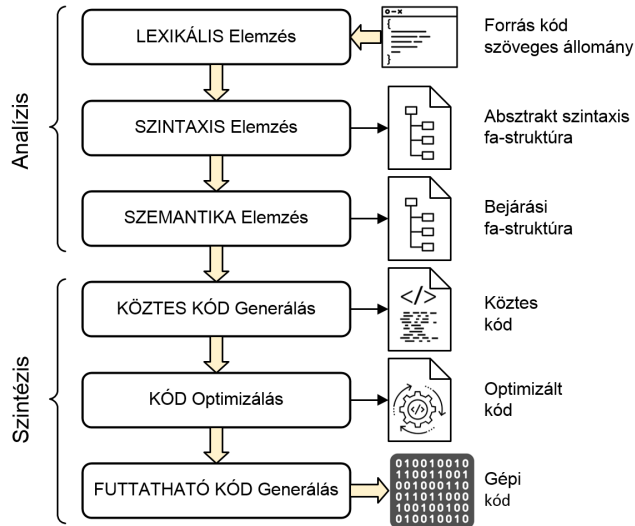 Analízis
LEXIKÁLIS Elemzés
Forrás kód
szöveges állomány
SZINTAXIS Elemzés
Absztrakt szintaxis
fa-struktúra
SZEMANTIKA Elemzés
Bejárási
fa-struktúra
Szintézis
KÖZTES KÓD Generálás
</>
Köztes
kód
KÓD Optimizálás
</>
Optimizált
kód
FUTTATHATÓ KÓD Generálás
010010010
110011001
001000110
011011000
100100100
010010010
Gépi
kód